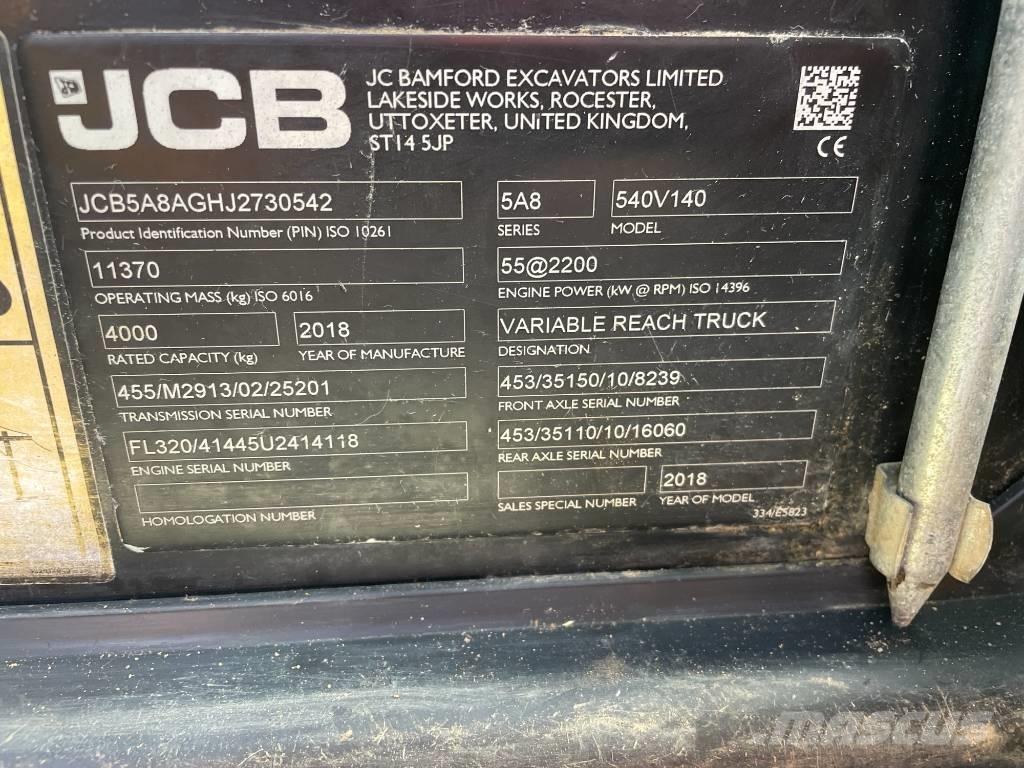 JCB
JC BAMFORD EXCAVATORS LIMITED
LAKESIDE WORKS, ROCESTER,
UTTOXETER, UNITED KINGDOM,
ST14 5JP
CE
JCB5A8AGHJ2730542
Product Identification Number (PIN) ISO 10261
5A8
SERIES
540V140
MODEL
11370
OPERATING MASS (kg) ISO 6016
55@2200
ENGINE POWER (kW @ RPM) ISO 14396
4000
RATED CAPACITY (kg)
2018
YEAR OF MANUFACTURE
VARIABLE REACH TRUCK
DESIGNATION
455/M2913/02/25201
TRANSMISSION SERIAL NUMBER
453/35150/10/8239
FRONT AXLE SERIAL NUMBER
FL320/41445U2414118
ENGINE SERIAL NUMBER
453/35110/10/16060
REAR AXLE SERIAL NUMBER
HOMOLOGATION NUMBER
SALES SPECIAL NUMBER
2018
YEAR OF MODEL
334/E5823
MASCUS